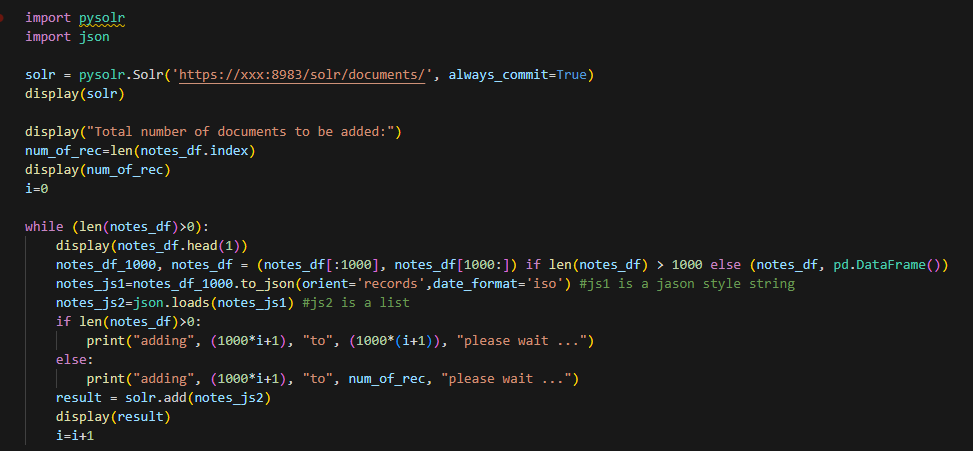 import pysolr
import json
solr = pysolr.Solr('https://xxx:8983/solr/documents/', always_commit=True)
display(solr)
display("Total number of documents to be added:")
num_of_rec=len(notes_df.index)
display(num_of_rec)
i=0
while (len(notes_df)>0):
    display(notes_df.head(1))
    notes_df_1000, notes_df = (notes_df[:1000], notes_df[1000:]) if len(notes_df) > 1000 else (notes_df, pd.DataFrame())
    notes_js1=notes_df_1000.to_json(orient='records',date_format='iso') #js1 is a jason style string
    notes_js2=json.loads(notes_js1) #js2 is a list
    if len(notes_df)>0:
        print("adding", (1000*i+1), "to", (1000*(i+1)), "please wait ...")
    else:
        print("adding", (1000*i+1), "to", num_of_rec, "please wait ...")
    result = solr.add(notes_js2)
    display(result)
    i=i+1